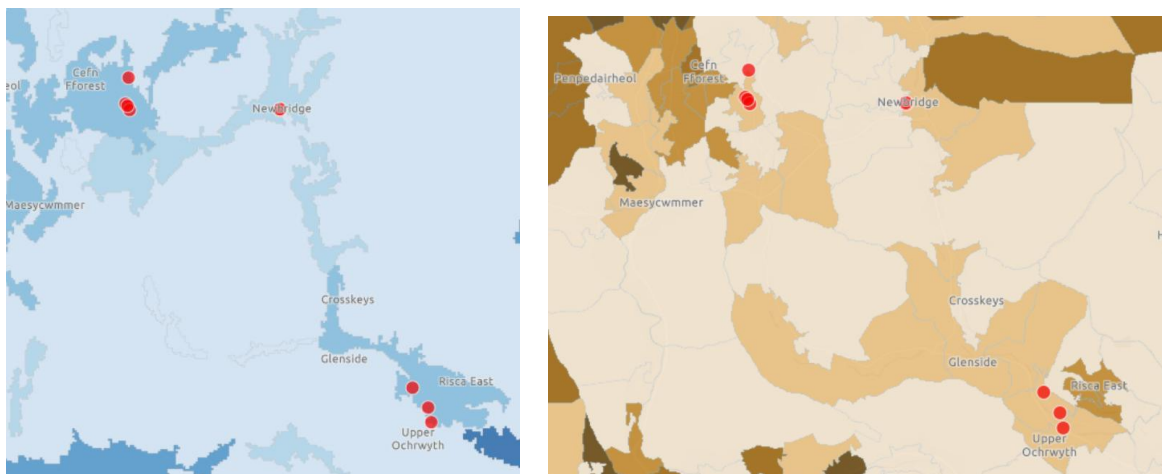 Cefn
Fforest
eol
Newbridge
Maesycwmmer
Crosskeys
Glenside
Risca East
Upper
Ochrwyth
Penpedairheol
Cefn
Fforest
Newbridge
Maesycwmmer
Crosskeys
Glenside
Risca East
Upper
Ochrwyth
H